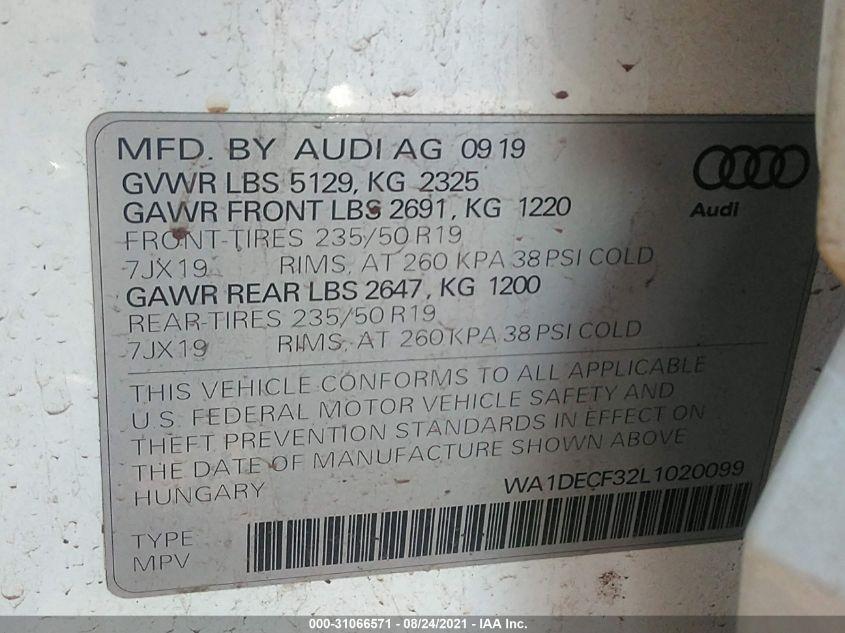 MFD. BY AUDI AG 09 19
GVWR LBS 5129, KG 2325
GAWR FRONT LBS 2691, KG 1220
FRONT-TIRES 235/50 R19
7JX19 RIMS, AT 260 KPA 38 PSI COLD
GAWR REAR LBS 2647, KG 1200
REAR-TIRES 235/50 R19
7JX19 RIMS, AT 260 KPA 38 PSI COLD
Audi
THIS VEHICLE CONFORMS TO ALL APPLICABLE
U.S. FEDERAL MOTOR VEHICLE SAFETY AND
THEFT PREVENTION STANDARDS IN EFFECT ON
THE DATE OF MANUFACTURE SHOWN ABOVE
HUNGARY WA1DECF32L1020099
TYPE
MPV
000-31066571 - 08/24/2021 - IAA Inc.